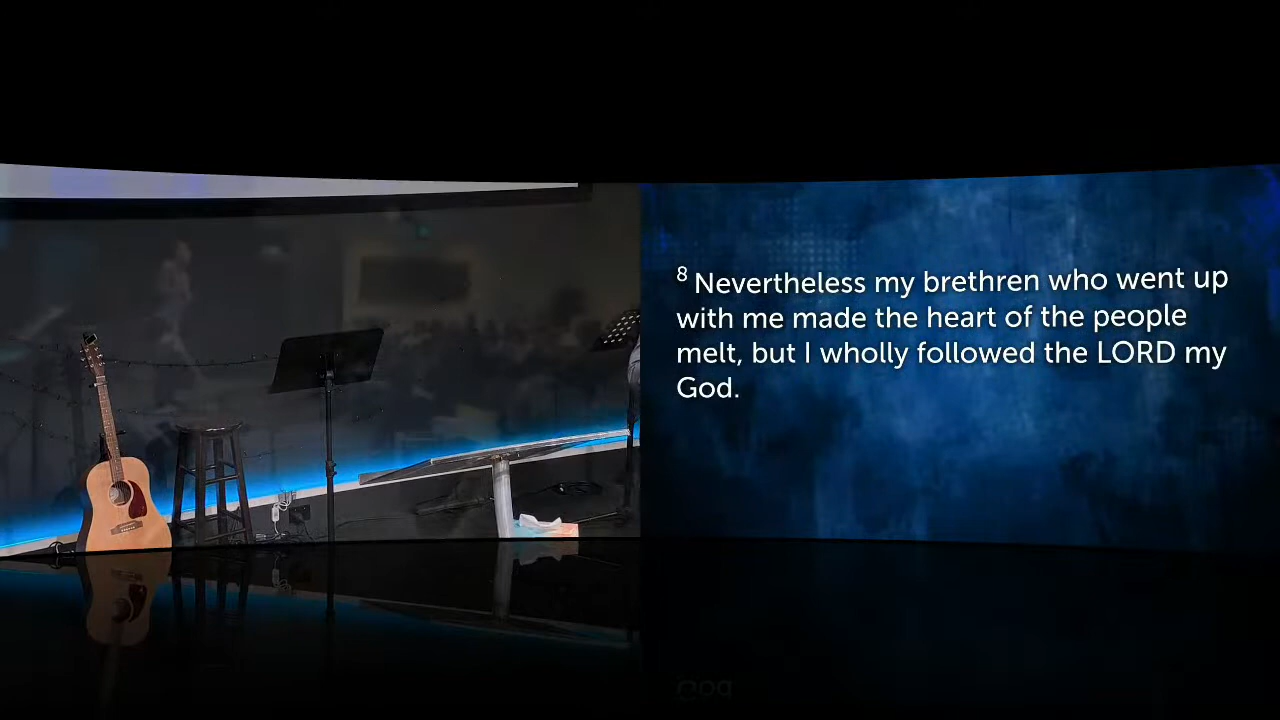 8 Nevertheless my brethren who went up
with me made the heart of the people
melt, but I wholly followed the LORD my
God.